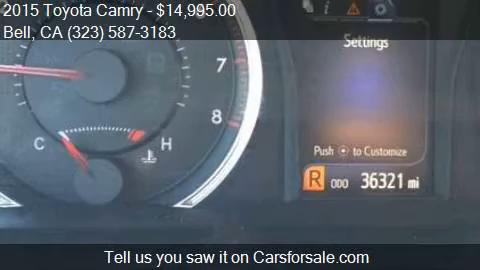 2015 Toyota Camry - $14,995.00
Bell, CA (323) 587-3183
Settings
7
8
C H
Push to Customize
R ODO 36321 mi
Tell us you saw it on Carsforsale.com